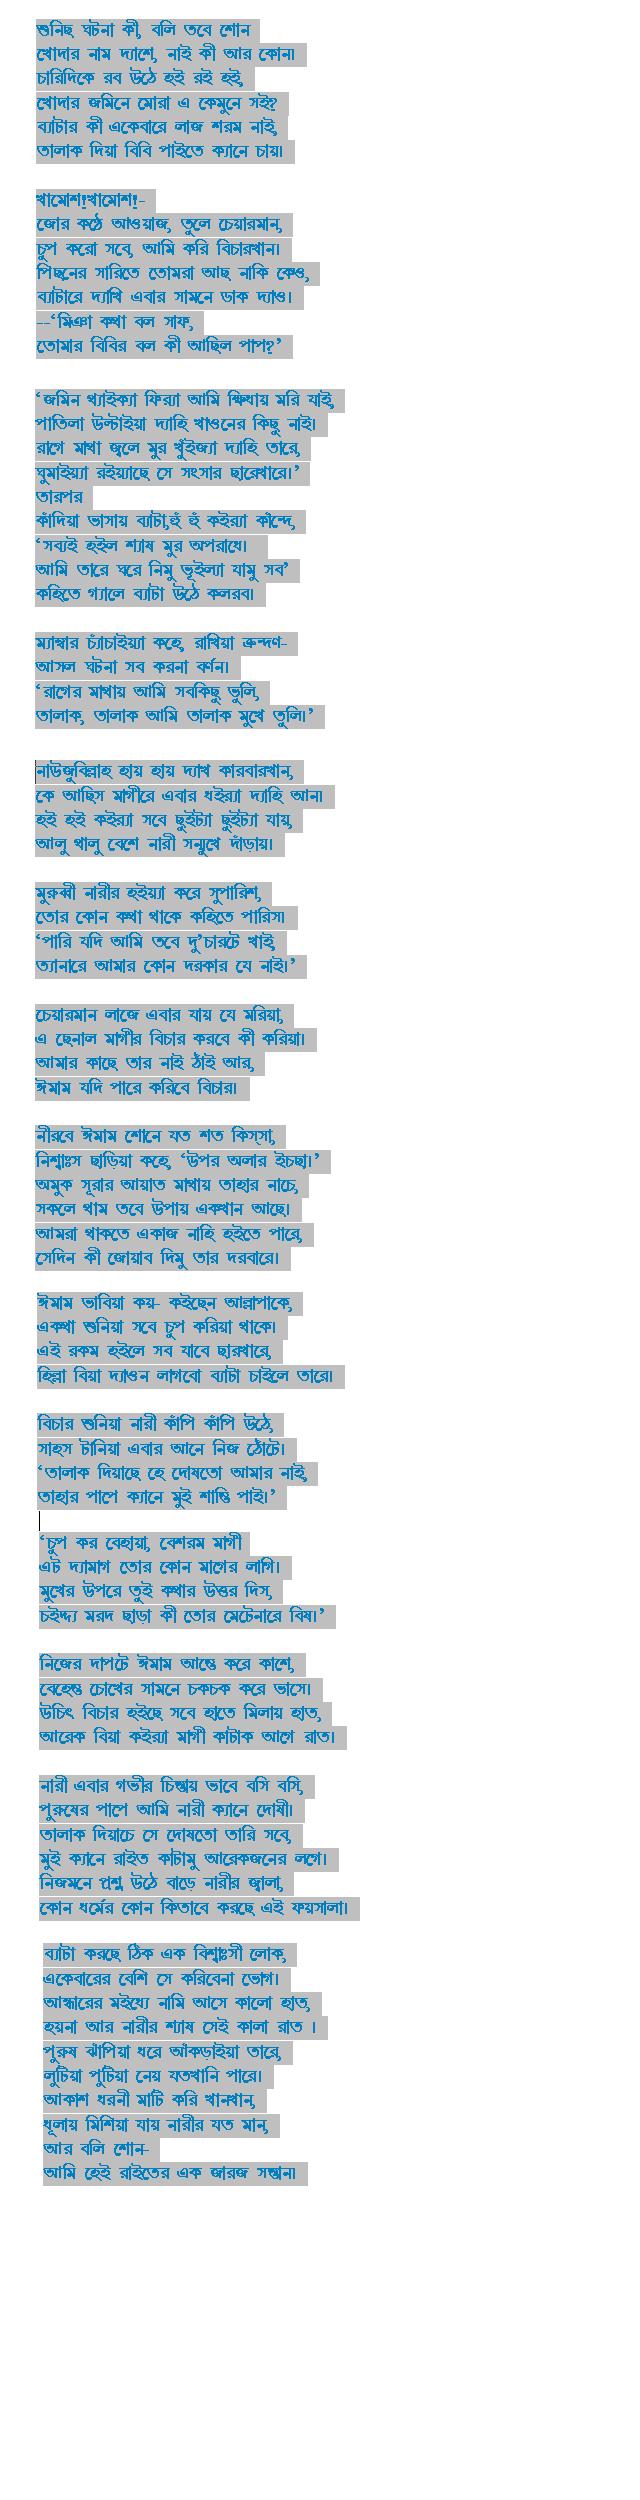 শুনিছ ঘটনা কী, বলি তবে শোন
খোদার নাম দ্যাশে, নাই কী আর কোন।
চারিদিকে রব উঠে হই রই হই,
খোদার জমিনে মোরা এ কেমুনে সই?
ব্যাটার কী একেবারে লাজ শরম নাই,
তালাক দিয়া বিবি পাইতে ক্যানে চায়।

খামোশ!খামোশ!-
জোর কণ্ঠে আওয়াজ, তুলে চেয়ারমান,
চুপ করো সবে, আমি করি বিচারখান।
পিছনের সারিতে তোমরা আছ নাকি কেও,
ব্যাটারে দ্যাখি এবার সামনে ডাক দ্যাও।
--‘মিঞা কথা বল সাফ,
তোমার বিবির বল কী আছিল পাপ?’

‘জমিন থ্যাইক্যা ফির‌্যা আমি ক্ষিধায় মরি যাই,
পাতিলা উল্টাইয়া দ্যাহি খাওনের কিছু নাই।
রাগে মাথা জ্বলে মুর খুঁইজ্যা দ্যাহি তারে,
ঘুমাইয়্যা রইয়্যাছে সে সংসার ছারেখারে।’
তারপর
কাঁদিয়া ভাসায় ব্যাটা,হুঁ হুঁ কইর‌্যা কাঁন্দে,
‘সব্যই হইল শ্যাষ মুর অপরাধে।
আমি তারে ঘরে নিমু ভূইল্যা যামু সব’
কহিতে গ্যালে ব্যাটা উঠে কলরব।

ম্যাম্বার চ্যাঁচাইয়্যা কহে, রাখিয়া ক্রন্দণ-
আসল ঘটনা সব করনা বর্ণন।
‘রাগের মাথায় আমি সবকিছু ভুলি,
তালাক, তালাক আমি তালাক মুখে তুলি।’

নাউজুবিল্লাহ হায় হায় দ্যাখ কারবারখান,
কে আছিস মাগীরে এবার ধইর‌্যা দ্যাহি আন।
হই হই কইর‌্যা সবে ছুইট্যা ছুইট্যা যায়,
আলু থালু বেশে নারী সন্মুখে দাঁড়ায়।

মুরুব্বী নারীর হইয়্যা করে সুপারিশ,
তোর কোন কথা থাকে কহিতে পারিস।
‘পারি যদি আমি তবে দু’চারটে খাই,
ত্যানারে আমার কোন দরকার যে নাই।’

চেয়ারমান লাজে এবার যায় যে মরিয়া,
এ ছেনাল মাগীর বিচার করবে কী করিয়া।
আমার কাছে তার নাই ঠাঁই আর,
ঈমাম যদি পারে করিবে বিচার।

নীরবে ঈমাম শোনে যত শত কিস্সা,
নিশ্বাঃস ছাড়িয়া কহে, ‘উপর অলার ইচছা।’
অমুক সূরার আয়াত মাথায় তাহার নাচে,
সকলে থাম তবে উপায় একখান আছে।
আমরা থাকতে একাজ নাহি হইতে পারে,
সেদিন কী জোয়াব দিমু তার দরবারে।

ঈমাম ভাবিয়া কয়- কইছেন আল্লাপাকে,
একথা শুনিয়া সবে চুপ করিয়া থাকে।
এই রকম হইলে সব যাবে ছারখারে,
হিল্লা বিয়া দ্যাওন লাগবো ব্যাটা চাইলে তারে।

বিচার শুনিয়া নারী কাঁপি কাঁপি উঠে,
সাহস টানিয়া এবার আনে নিজ ঠোঁটে।
‘তালাক দিয়াছে হে দোষতো আমার নাই,
তাহার পাপে ক্যানে মুই শাস্তি পাই।’

‘চুপ কর বেহায়া, বেশরম মাগী
এট দ্যামাগ তোর কোন মাগের লাগি।
মুখের উপরে তুই কথার উত্তর দিস,
চইদ্দ্য মরদ ছাড়া কী তোর মেটেনারে বিষ।’

নিজের দাপটে ঈমাম আস্তে করে কাশে,
বেহেস্ত চোখের সামনে চকচক করে ভাসে।
উচিৎ বিচার হইছে সবে হাতে মিলায় হাত,
আরেক বিয়া কইর‌্যা মাগী কাটাক আগে রাত।

নারী এবার গভীর চিন্তায় ভাবে বসি বসি,
পুরুষের পাপে আমি নারী ক্যানে দোষী।
তালাক দিয়াচে সে দোষতো তারি সবে,
মুই ক্যানে রাইত কাটামু আরেকজনের লগে।
নিজমনে প্রশ্ন উঠে বাড়ে নারীর জ্বালা,
কোন ধর্মের কোন কিতাবে করছে এই ফয়সালা।

ব্যাটা করছে ঠিক এক বিশ্বাঃসী লোক,
একেবারের বেশি সে করিবেনা ভোগ।
আন্ধারের মইধ্যে নামি আসে কালো হাত,
হয়না আর নারীর শ্যাষ সেই কালা রাত ।
পুরুষ ঝাঁপিয়া ধরে আঁকড়াইয়া তারে,
লুটিয়া পুটিয়া নেয় যতখানি পারে।
আকাশ ধরনী মাটি করি খানখান,
ধূলায় মিশিয়া যায় নারীর যত মান,
আর বলি শোন-
আমি হেই রাইতের এক জারজ সন্তান।